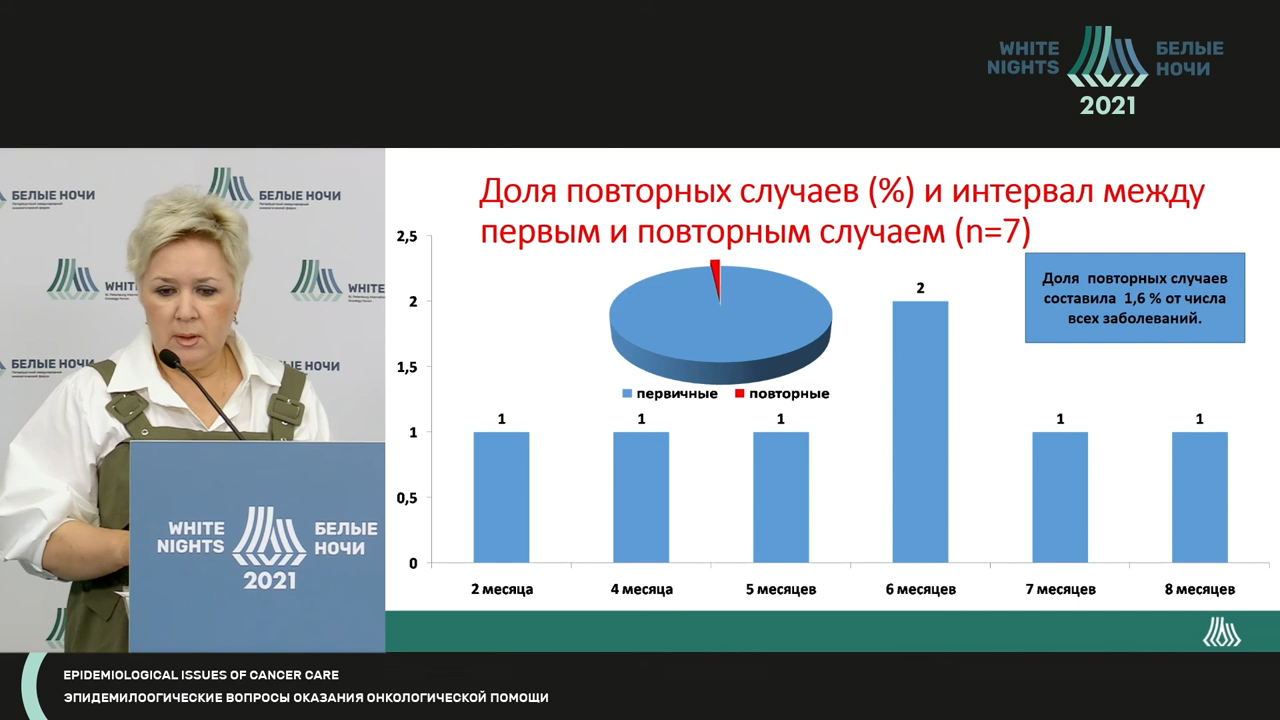 WHITE
NIGHTS
БЕЛЫЕ
НОЧИ
2021
БЕЛЫЕ НОЧИ
БЕЛЫЕ НОЧИ
WHITE
WHITE
БЕЛЫЕ НОЧИ
НОЧИ
WHITE
NIGHTS
БЕЛЫЕ
НОЧИ
2021
Доля повторных случаев (%) и интервал между
первым и повторным случаем (n=7)
Доля повторных случаев
составила 1,6 % от числа
всех заболеваний.
первичные
повторные
2,5
2
1,5
1
0,5
0
1
1
1
2
1
1
2 месяца
4 месяца
5 месяцев
6 месяцев
7 месяцев
8 месяцев
EPIDEMIOLOGICAL ISSUES OF CANCER CARE
ЭПИДЕМИЛООГИЧЕСКИЕ ВОПРОСЫ ОКАЗАНИЯ ОНКОЛОГИЧЕСКОЙ ПОМОЩИ